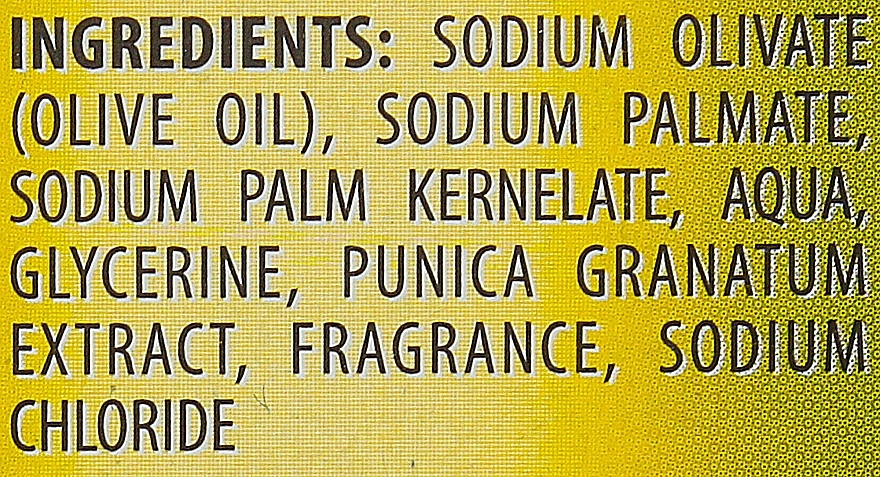 INGREDIENTS: SODIUM OLIVATE
(OLIVE OIL), SODIUM PALMATE,
SODIUM PALM KERNELATE, AQUA,
GLYCERINE, PUNICA GRANATUM
EXTRACT, FRAGRANCE, SODIUM
CHLORIDE